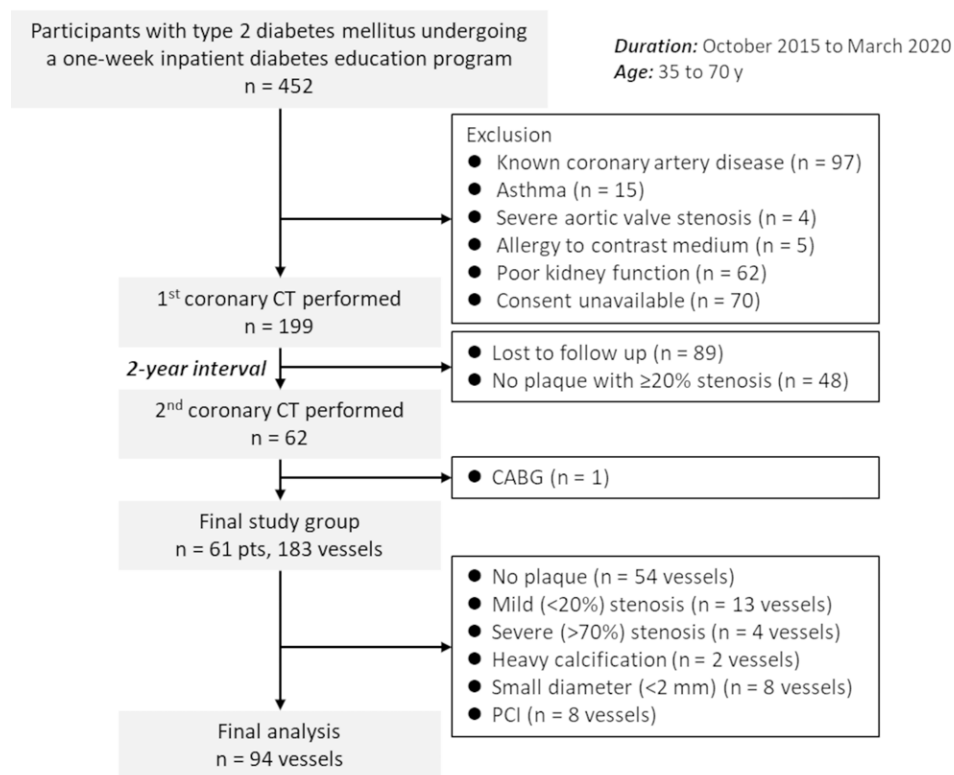 Participants with type 2 diabetes mellitus undergoing
a one-week inpatient diabetes education program
n = 452
Duration: October 2015 to March 2020
Age: 35 to 70 y
Exclusion
● Known coronary artery disease (n = 97)
● Asthma (n = 15)
● Severe aortic valve stenosis (n = 4)
● Allergy to contrast medium (n = 5)
● Poor kidney function (n = 62)
● Consent unavailable (n = 70)
1st coronary CT performed
n = 199
2-year interval
● Lost to follow up (n = 89)
● No plaque with ≥20% stenosis (n = 48)
2nd coronary CT performed
n = 62
● CABG (n = 1)
Final study group
n = 61 pts, 183 vessels
● No plaque (n = 54 vessels)
● Mild (<20%) stenosis (n = 13 vessels)
● Severe (>70%) stenosis (n = 4 vessels)
● Heavy calcification (n = 2 vessels)
● Small diameter (<2 mm) (n = 8 vessels)
● PCI (n = 8 vessels)
Final analysis
n = 94 vessels